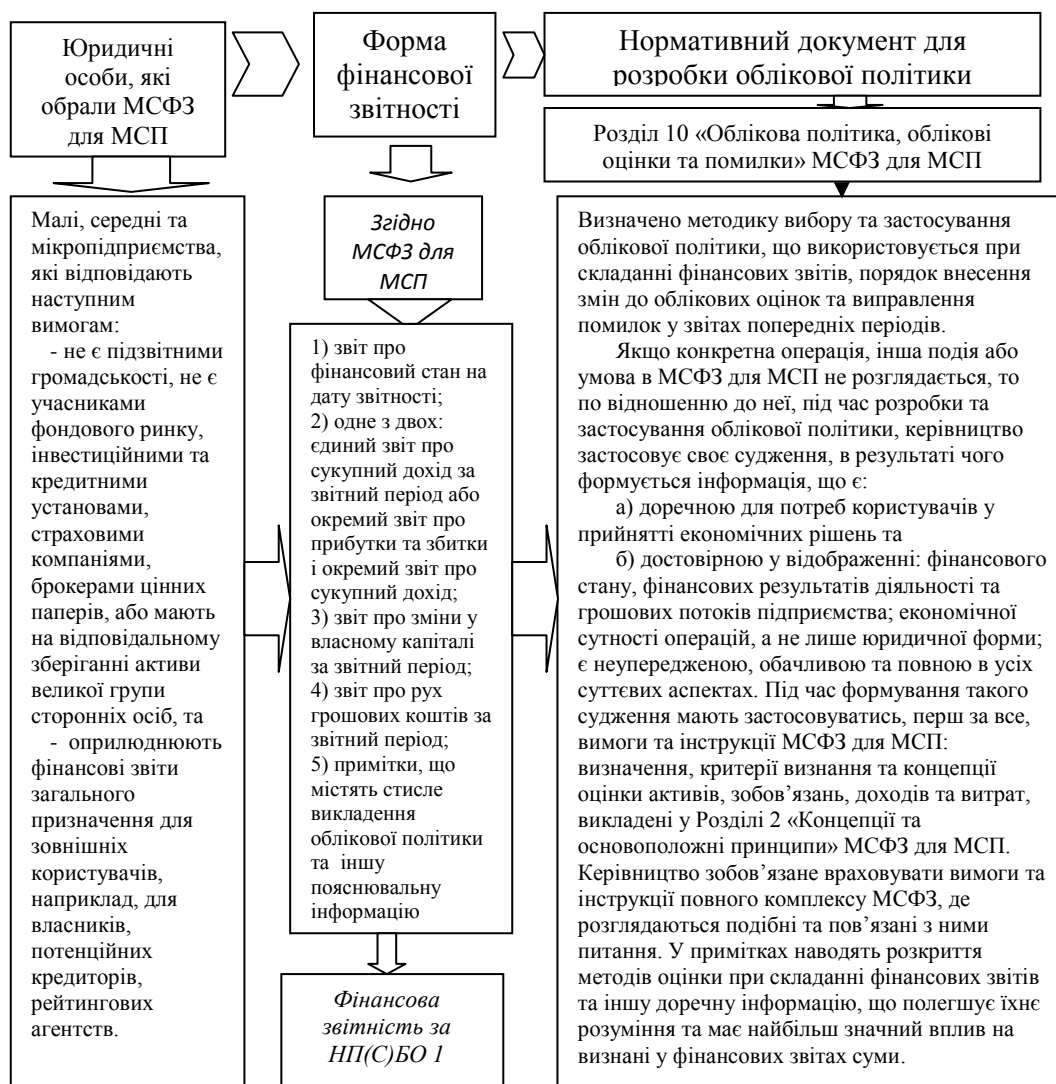 Юридичні
особи, які
обрали МСФЗ
для МСП
Форма
фінансової
звітності
Нормативний документ для
розробки облікової політики
Розділ 10 «Облікова політика, облікові
оцінки та помилки» МСФЗ для МСП
Малі, середні та
мікропідприємства,
які відповідають
наступним
вимогам:
- не є підзвітними
громадськості, не є
учасниками
фондового ринку,
інвестиційними та
кредитними
установами,
страховими
компаніями,
брокерами цінних
паперів, або мають
на відповідальному
зберіганні активи
великої групи
сторонніх осіб, та
- оприлюднюють
фінансові звіти
загального
призначення для
зовнішніх
користувачів,
наприклад, для
власників,
потенційних
кредиторів,
рейтингових
агентств.
Згідно
МСФЗ для
МСП
1) звіт про
фінансовий стан на
дату звітності;
2) одне з двох:
єдиний звіт про
сукупний дохід за
звітний період або
окремий звіт про
прибутки та збитки
і окремий звіт про
сукупний дохід;
3) звіт про зміни у
власному капіталі
за звітний період;
4) звіт про рух
грошових коштів за
звітний період;
5) примітки, що
містять стисле
викладення
облікової політики
та іншу
пояснювальну
інформацію
Фінансова
звітність за
НП(С)БО 1
Визначено методику вибору та застосування
облікової політики, що використовується при
складанні фінансових звітів, порядок внесення
змін до облікових оцінок та виправлення
помилок у звітах попередніх періодів.
Якщо конкретна операція, інша подія або
умова в МСФЗ для МСП не розглядається, то
по відношенню до неї, під час розробки та
застосування облікової політики, керівництво
застосовує своє судження, в результаті чого
формується інформація, що є:
а) доречною для потреб користувачів у
прийнятті економічних рішень та
б) достовірною у відображенні: фінансового
стану, фінансових результатів діяльності та
грошових потоків підприємства; економічної
сутності операцій, а не лише юридичної форми;
є неупередженою, обачливою та повною в усіх
суттєвих аспектах. Під час формування такого
судження мають застосовуватись, перш за все,
вимоги та інструкції МСФЗ для МСП:
визначення, критерії визнання та концепції
оцінки активів, зобов’язань, доходів та витрат,
викладені у Розділі 2 «Концепції та
основоположні принципи» МСФЗ для МСП.
Керівництво зобов’язане враховувати вимоги та
інструкції повного комплексу МСФЗ, де
розглядаються подібні та пов’язані з ними
питання. У примітках наводять розкриття
методів оцінки при складанні фінансових звітів
та іншу доречну інформацію, що полегшує їхнє
розуміння та має найбільш значний вплив на
визнані у фінансових звітах суми.